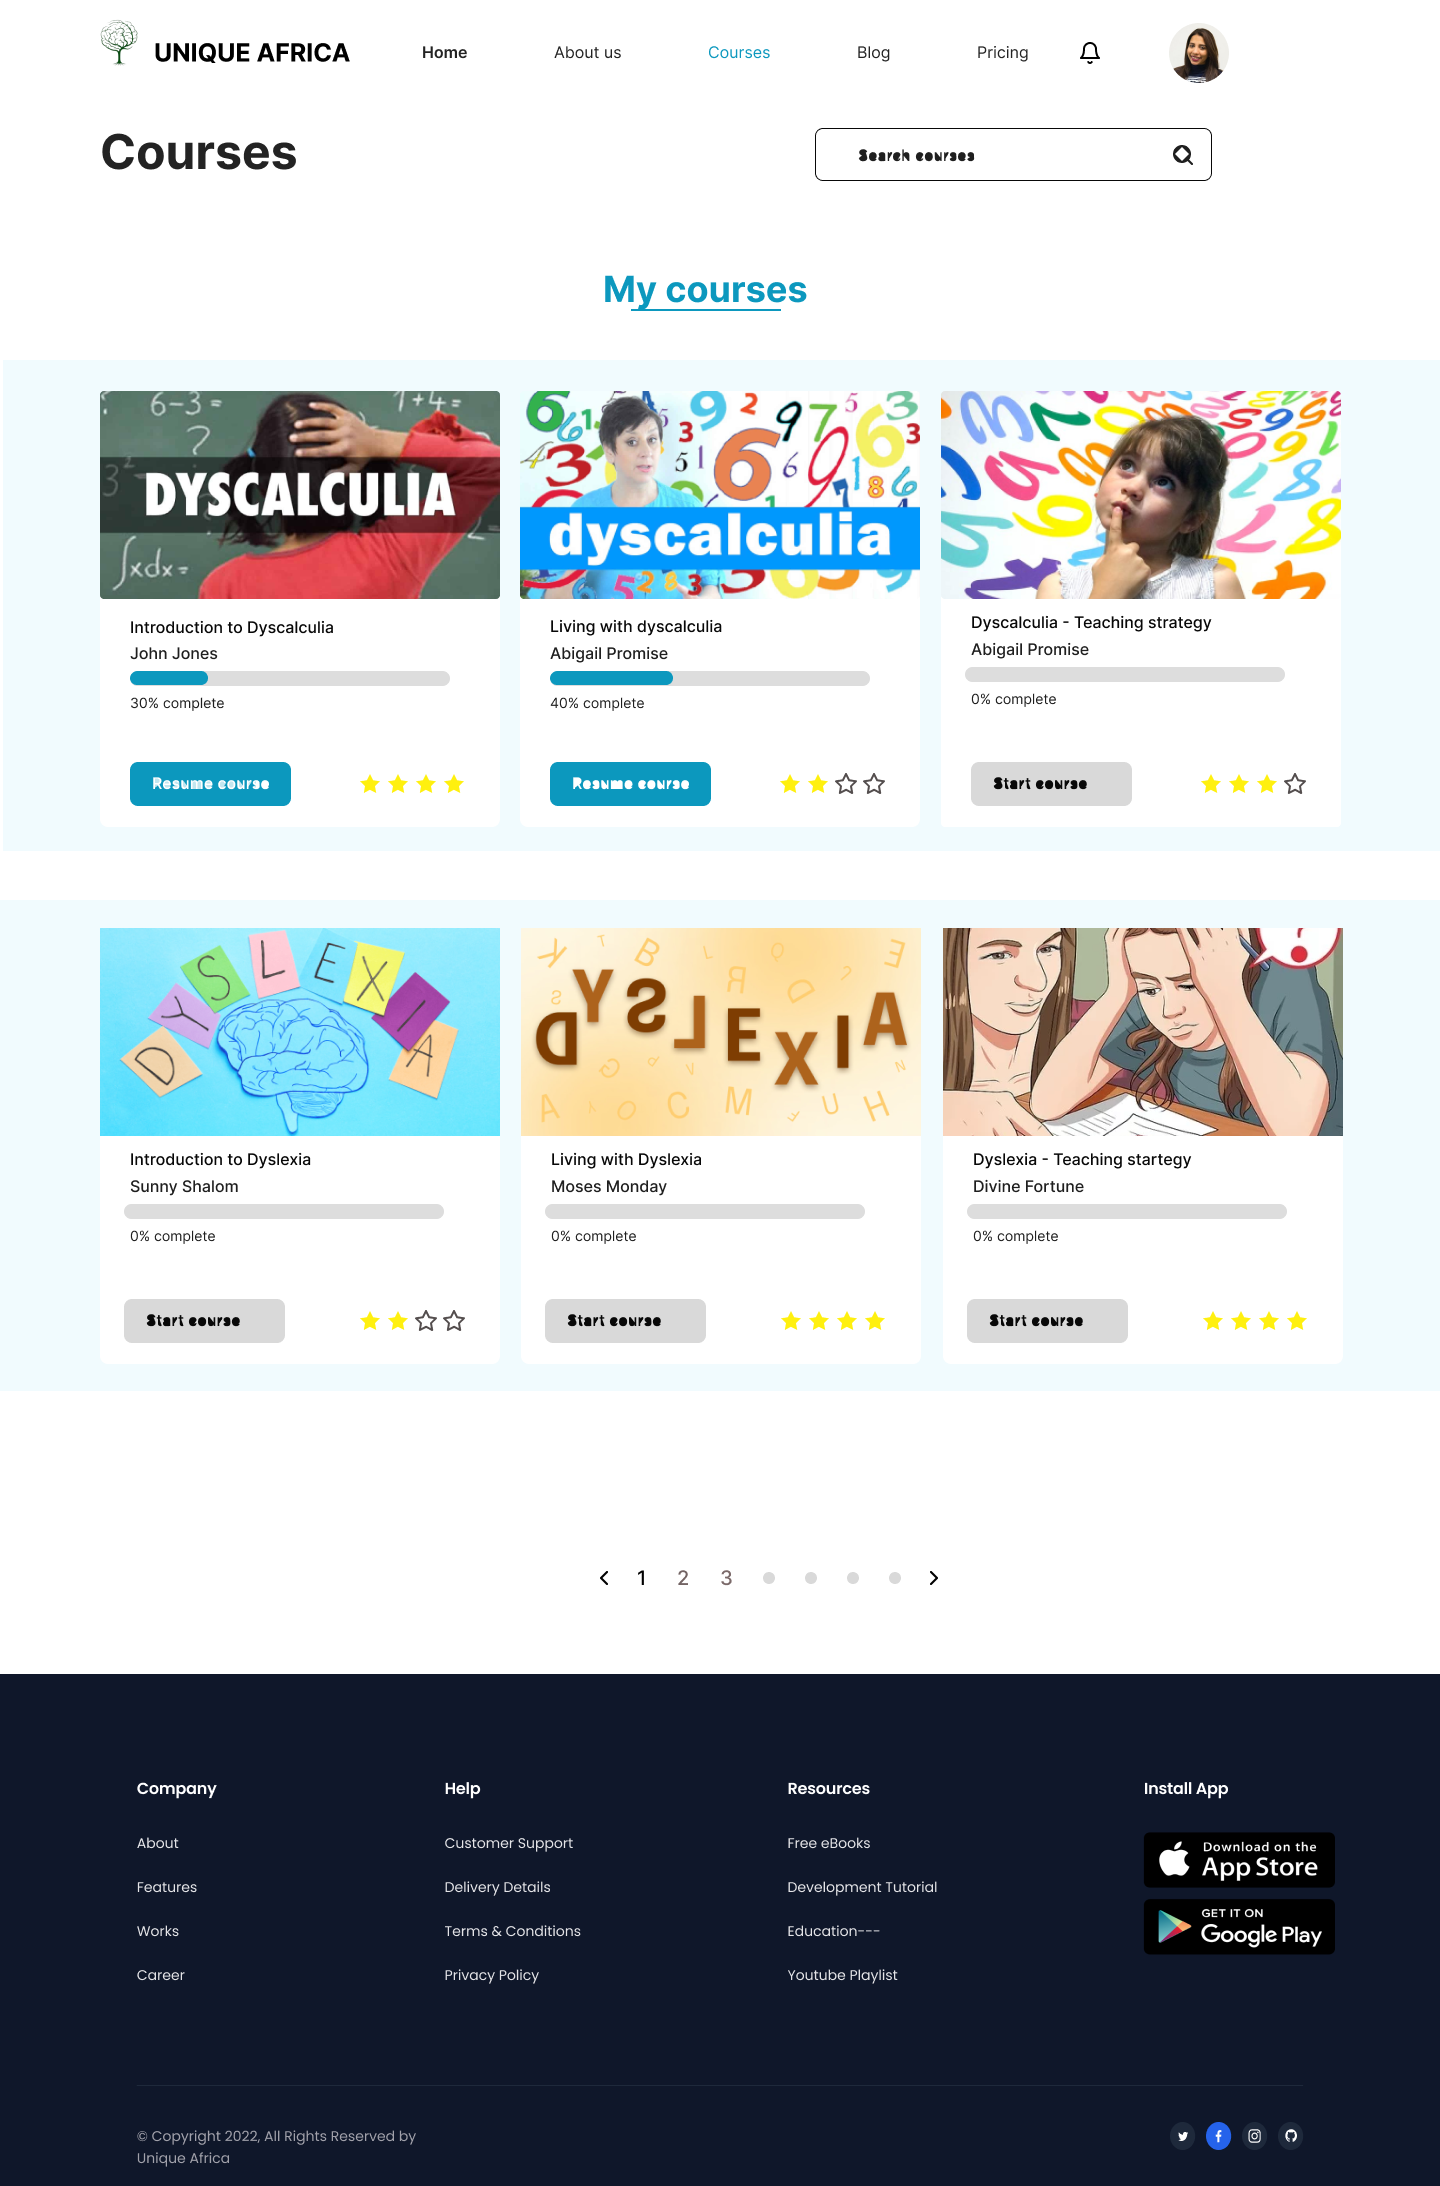 UNIQUE AFRICA
Home
About us
Courses
Blog
Pricing
Courses
Search courses
My courses
6-3=
1+4=
?
3²
DYSCALCULIA
∫xdx=
dyscalculia
Introduction to Dyscalculia
John Jones
30% complete
Resume course
Living with dyscalculia
Abigail Promise
40% complete
Resume course
Dyscalculia - Teaching strategy
Abigail Promise
0% complete
Start course
DYSLEXIA
DYSLEXIA
?
Introduction to Dyslexia
Sunny Shalom
0% complete
Start course
Living with Dyslexia
Moses Monday
0% complete
Start course
Dyslexia - Teaching startegy
Divine Fortune
0% complete
Start course
1 2 3
Company
About
Features
Works
Career
Help
Customer Support
Delivery Details
Terms & Conditions
Privacy Policy
Resources
Free eBooks
Development Tutorial
Education---
Youtube Playlist
Install App
Download on the
App Store
GET IT ON
Google Play
© Copyright 2022, All Rights Reserved by
Unique Africa